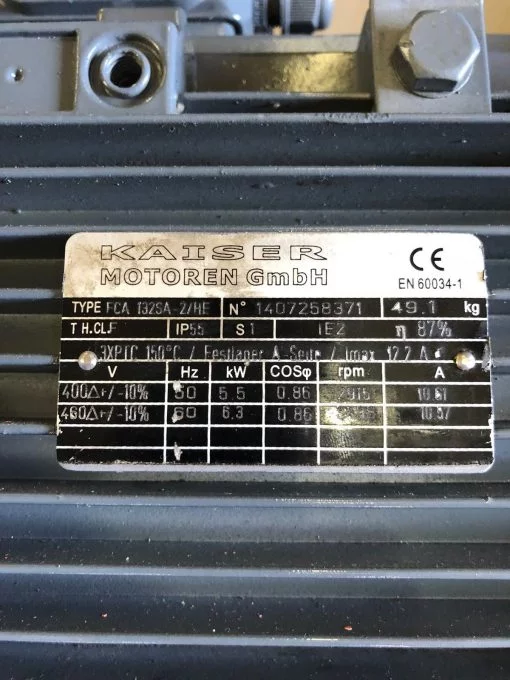 KAISER
MOTOREN GmbH
CE
EN 60034-1
TYPE FCA 132SA-2/HE N° 1407258371 49.1 kg
TH.CL.F IP55 S1 IE2 η 87%
3XPTC 150°C / Festlager A-Seite / Imax 12.2 A
V Hz kW COSφ rpm A
400Δ+/-10% 50 5.5 0.86 2915 10.61
460Δ+/-10% 60 6.3 0.86 10.57